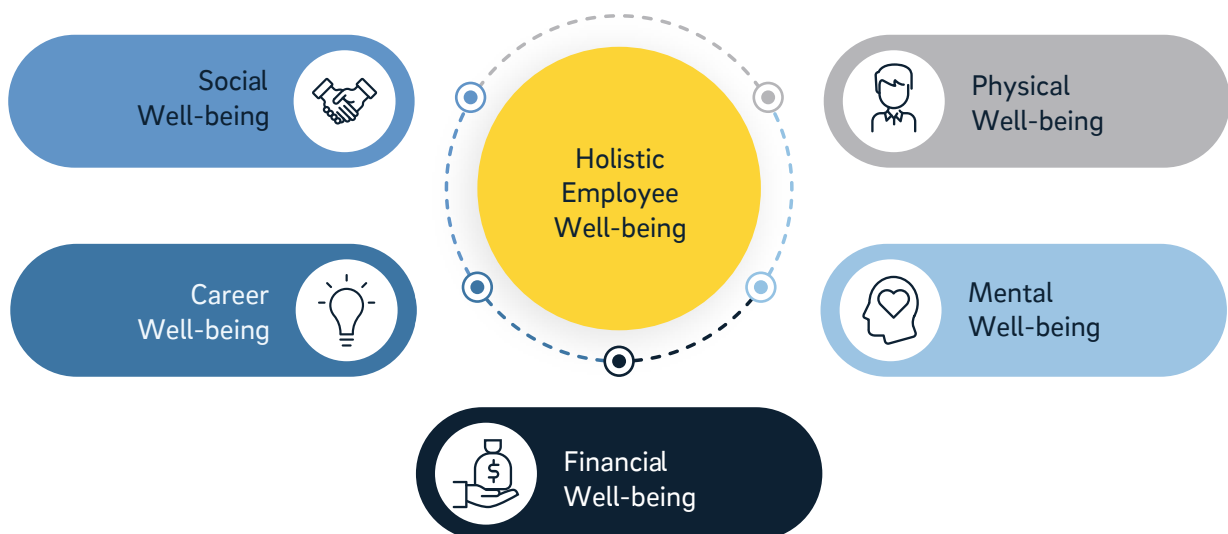 Social
Well-being
Holistic
Employee
Well-being
Physical
Well-being
Career
Well-being
Mental
Well-being
$
Financial
Well-being